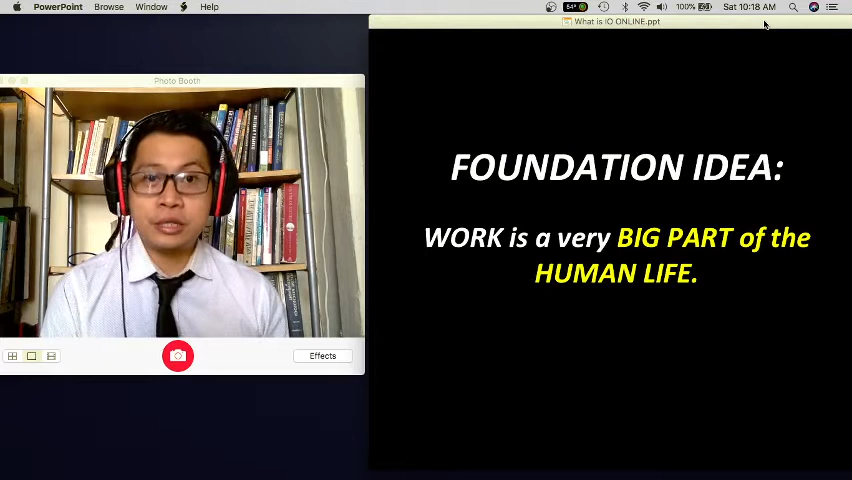 PowerPoint Browse Window Help
54° 100% Sat 10:18 AM
What is IO ONLINE.ppt
Photo Booth
FOUNDATION IDEA:
WORK is a very BIG PART of the
HUMAN LIFE.
Effects